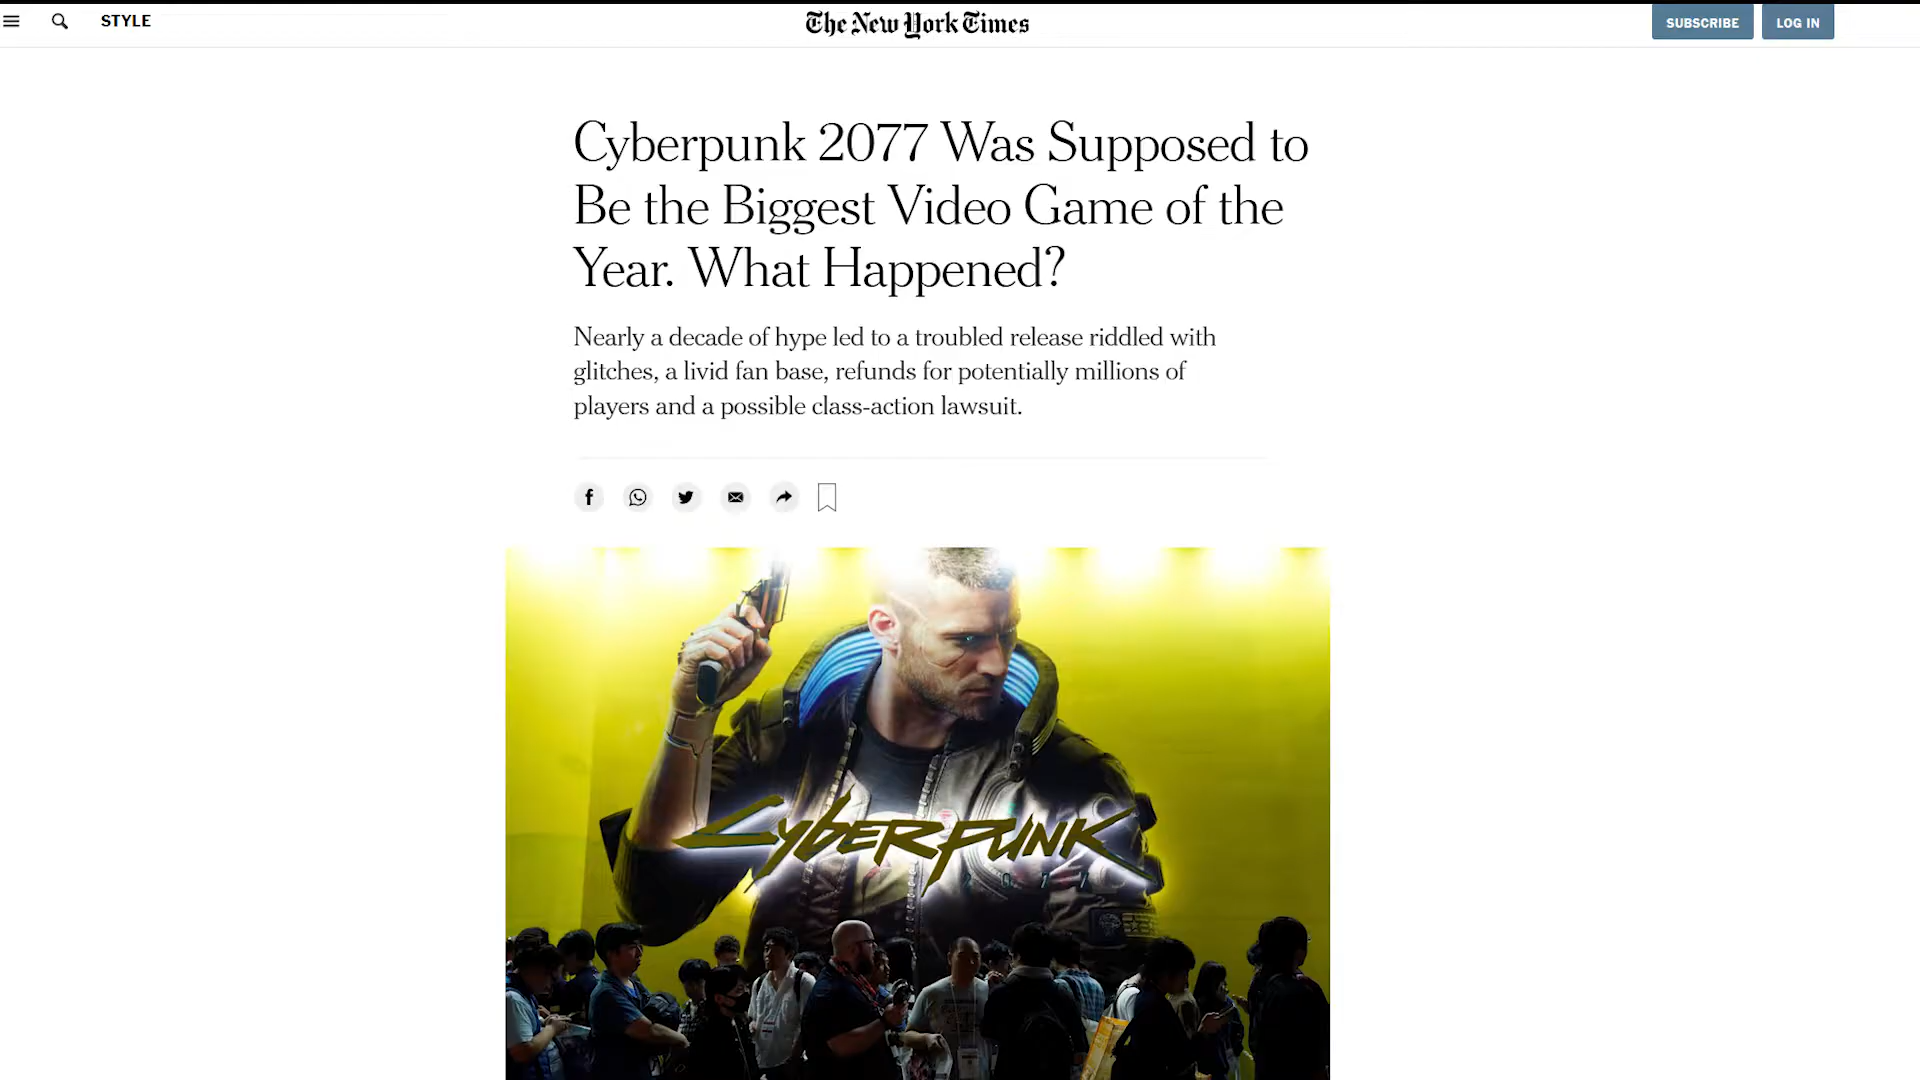 STYLE
The New York Times
SUBSCRIBE
LOG IN
Cyberpunk 2077 Was Supposed to
Be the Biggest Video Game of the
Year. What Happened?
Nearly a decade of hype led to a troubled release riddled with
glitches, a livid fan base, refunds for potentially millions of
players and a possible class-action lawsuit.
CYBERPUNK
2077